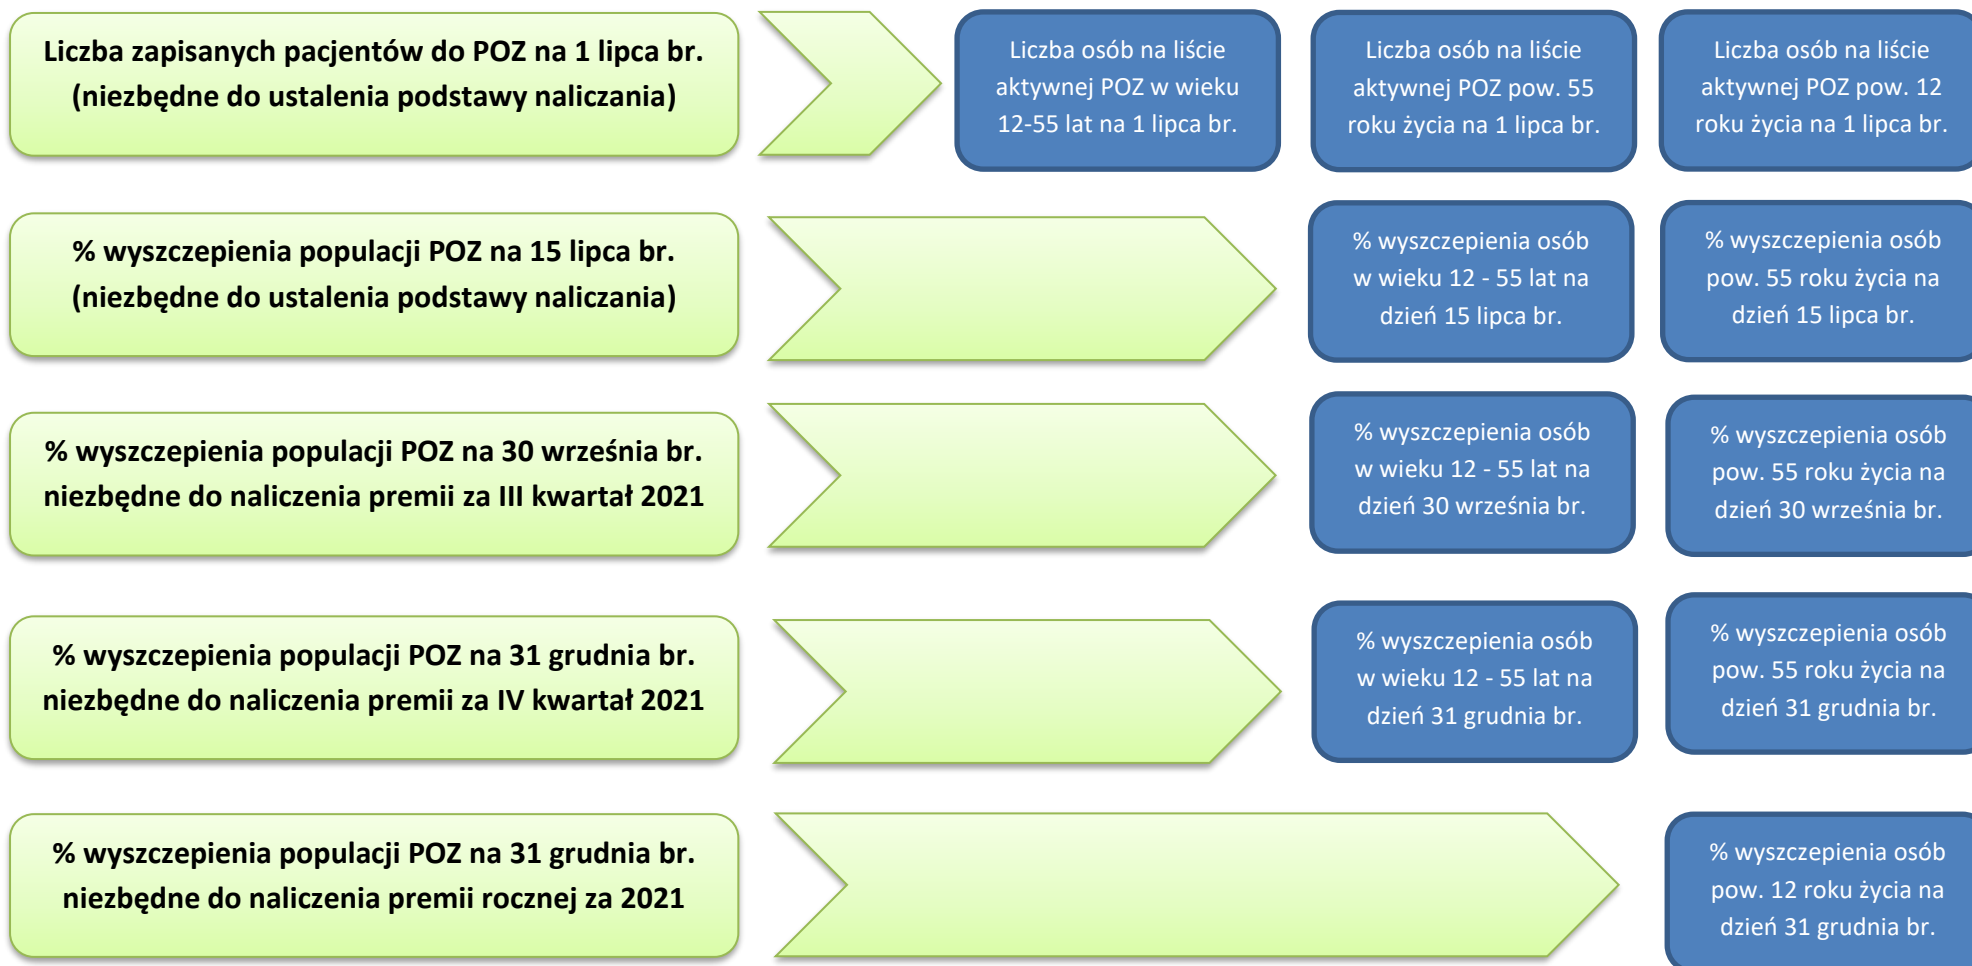 Liczba zapisanych pacjentów do POZ na 1 lipca br.
(niezbędne do ustalenia podstawy naliczania)
Liczba osób na liście
aktywnej POZ w wieku
12-55 lat na 1 lipca br.
Liczba osób na liście
aktywnej POZ pow. 55
roku życia na 1 lipca br.
Liczba osób na liście
aktywnej POZ pow. 12
roku życia na 1 lipca br.
% wyszczepienia populacji POZ na 15 lipca br.
(niezbędne do ustalenia podstawy naliczania)
% wyszczepienia osób
w wieku 12 - 55 lat na
dzień 15 lipca br.
% wyszczepienia osób
pow. 55 roku życia na
dzień 15 lipca br.
% wyszczepienia populacji POZ na 30 września br.
niezbędne do naliczenia premii za III kwartał 2021
% wyszczepienia osób
w wieku 12 - 55 lat na
dzień 30 września br.
% wyszczepienia osób
pow. 55 roku życia na
dzień 30 września br.
% wyszczepienia populacji POZ na 31 grudnia br.
niezbędne do naliczenia premii za IV kwartał 2021
% wyszczepienia osób
w wieku 12 - 55 lat na
dzień 31 grudnia br.
% wyszczepienia osób
pow. 55 roku życia na
dzień 31 grudnia br.
% wyszczepienia populacji POZ na 31 grudnia br.
niezbędne do naliczenia premii rocznej za 2021
% wyszczepienia osób
pow. 12 roku życia na
dzień 31 grudnia br.